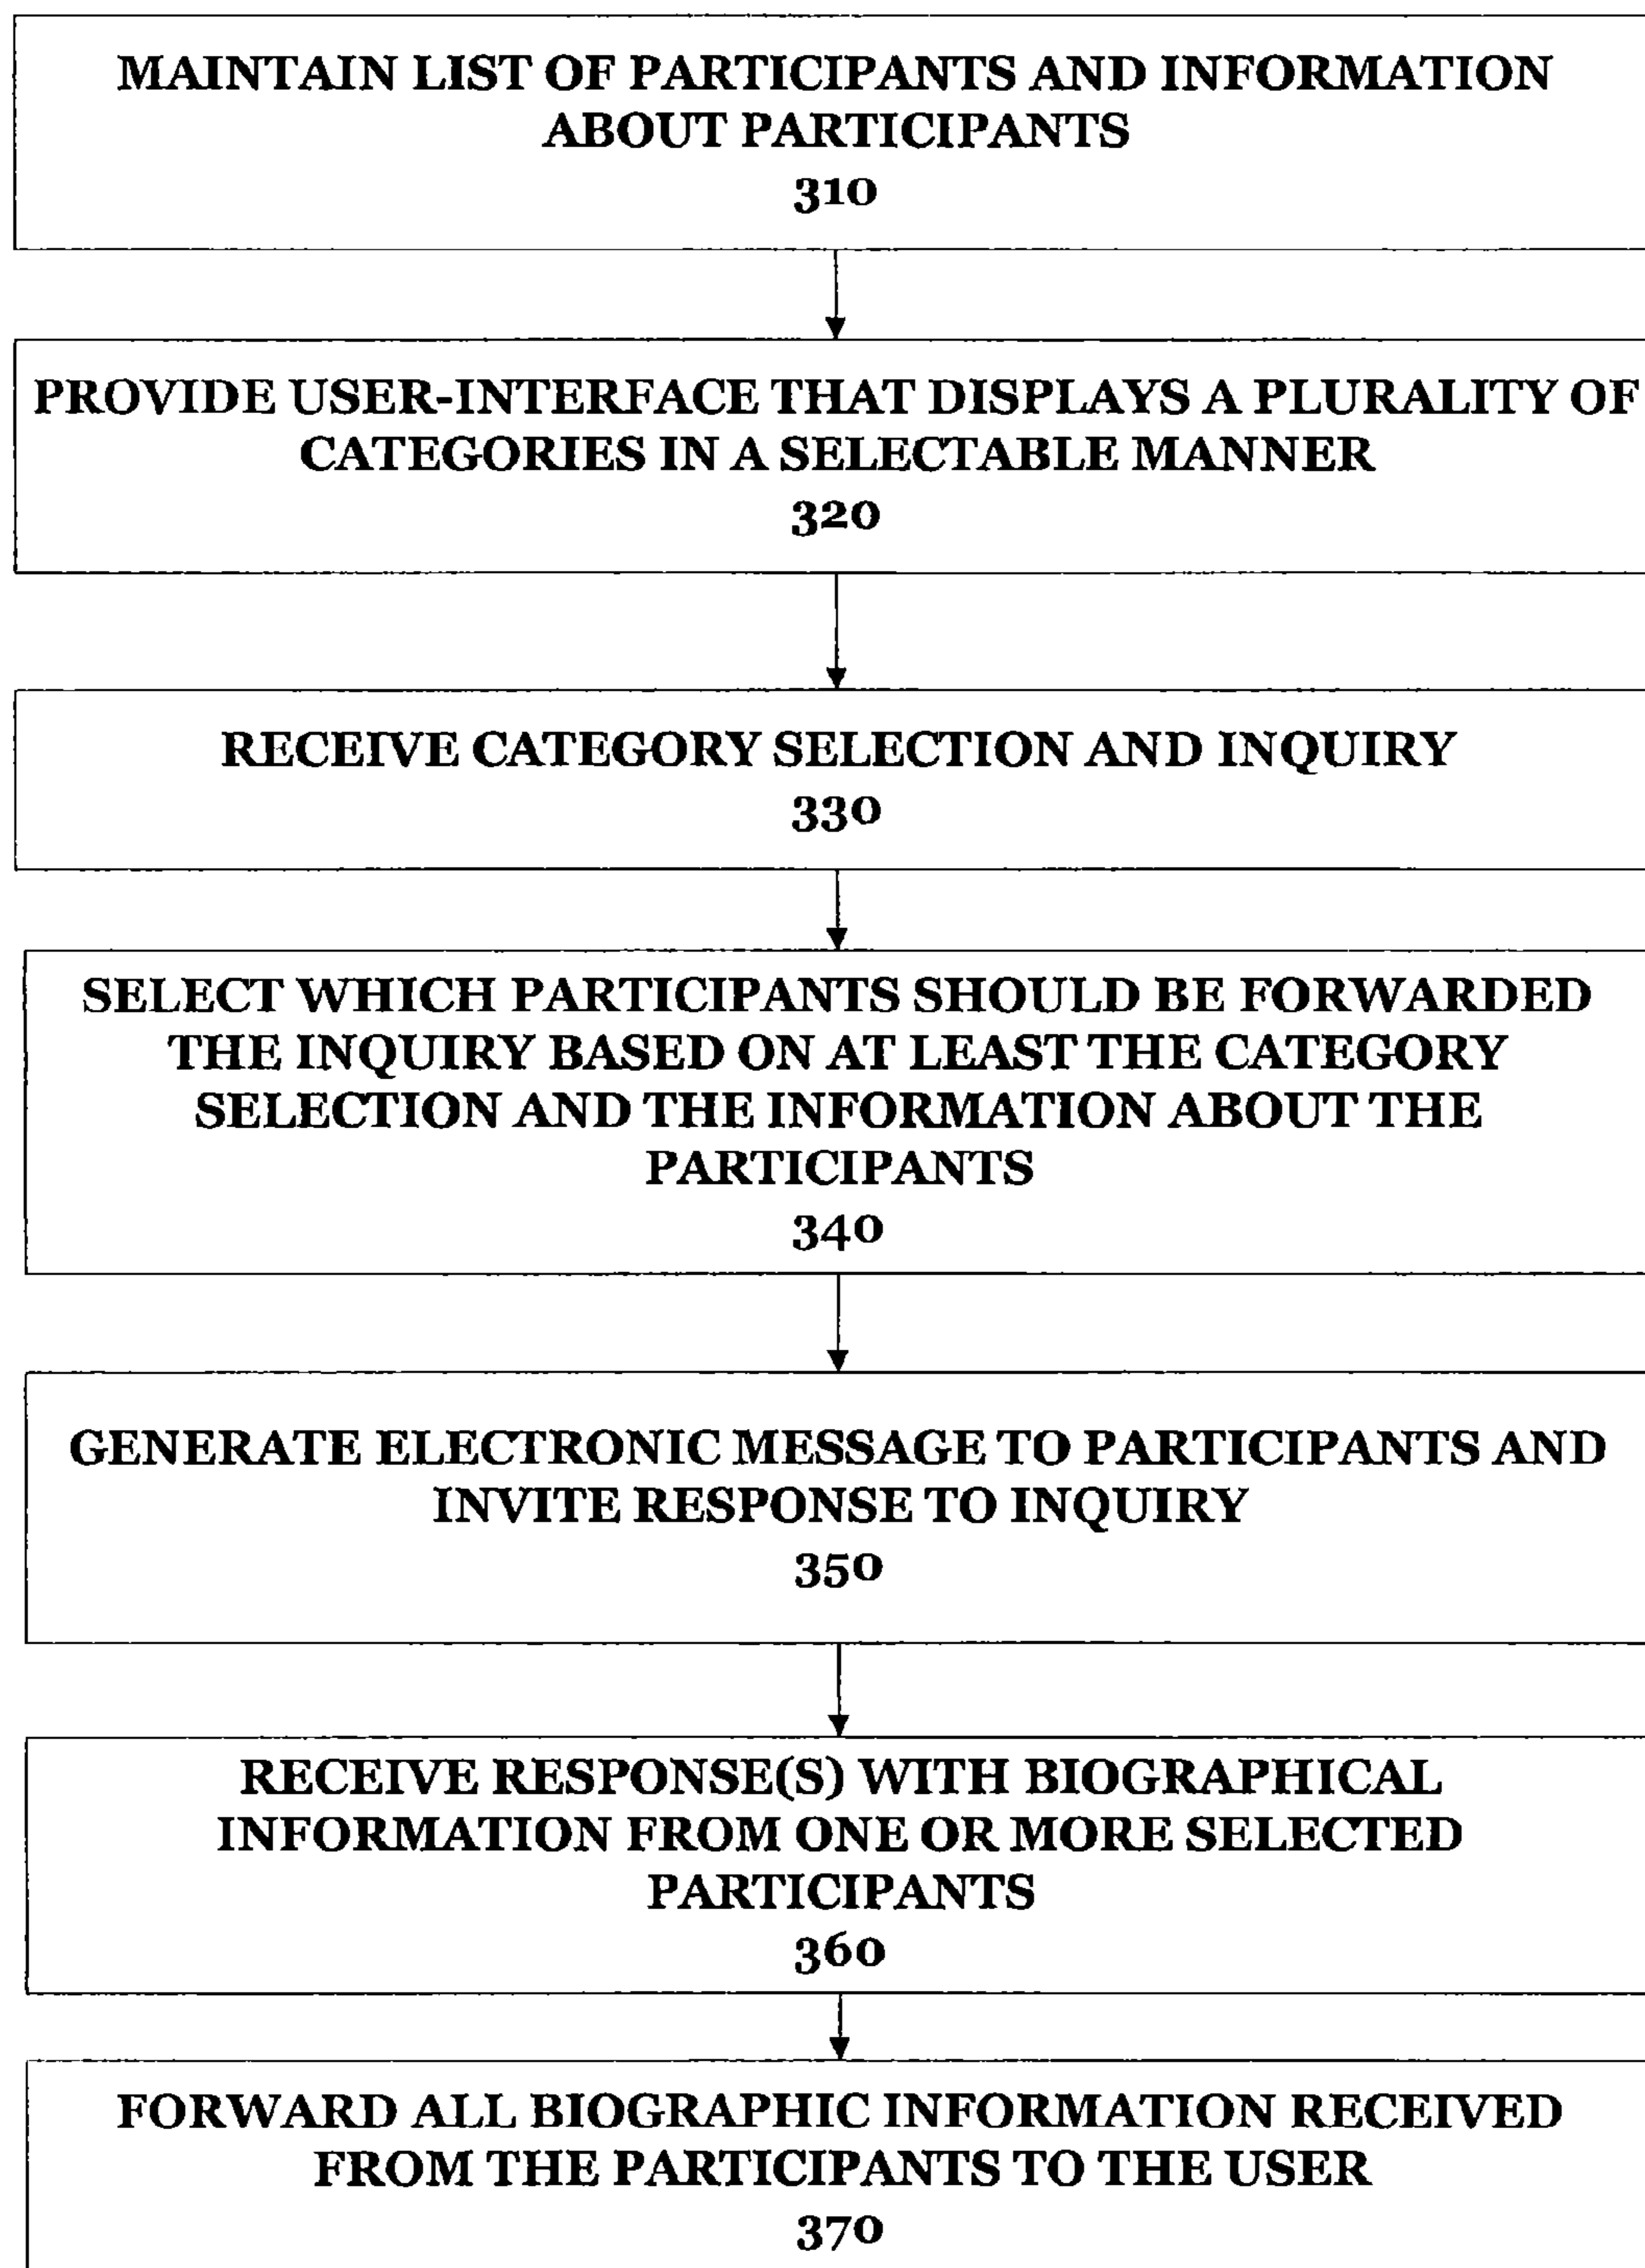 MAINTAIN LIST OF PARTICIPANTS AND INFORMATION
ABOUT PARTICIPANTS
310
PROVIDE USER-INTERFACE THAT DISPLAYS A PLURALITY OF
CATEGORIES IN A SELECTABLE MANNER
320
RECEIVE CATEGORY SELECTION AND INQUIRY
330
SELECT WHICH PARTICIPANTS SHOULD BE FORWARDED
THE INQUIRY BASED ON AT LEAST THE CATEGORY
SELECTION AND THE INFORMATION ABOUT THE
PARTICIPANTS
340
GENERATE ELECTRONIC MESSAGE TO PARTICIPANTS AND
INVITE RESPONSE TO INQUIRY
350
RECEIVE RESPONSE(S) WITH BIOGRAPHICAL
INFORMATION FROM ONE OR MORE SELECTED
PARTICIPANTS
360
FORWARD ALL BIOGRAPHIC INFORMATION RECEIVED
FROM THE PARTICIPANTS TO THE USER
370